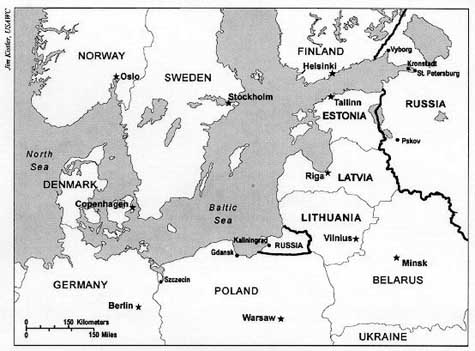 Jim Kistler, USAWC
NORWAY
Oslo
SWEDEN
Stockholm
FINLAND
Helsinki
Vyborg
Kronstadt
St. Petersburg
Tallinn
ESTONIA
RUSSIA
Pskov
North
Sea
DENMARK
Copenhagen
Baltic
Sea
Riga
LATVIA
LITHUANIA
Vilnius
Kaliningrad
RUSSIA
Gdansk
Minsk
BELARUS
GERMANY
Szczecin
POLAND
Berlin
Warsaw
UKRAINE
0 150 Kilometers
0 150 Miles